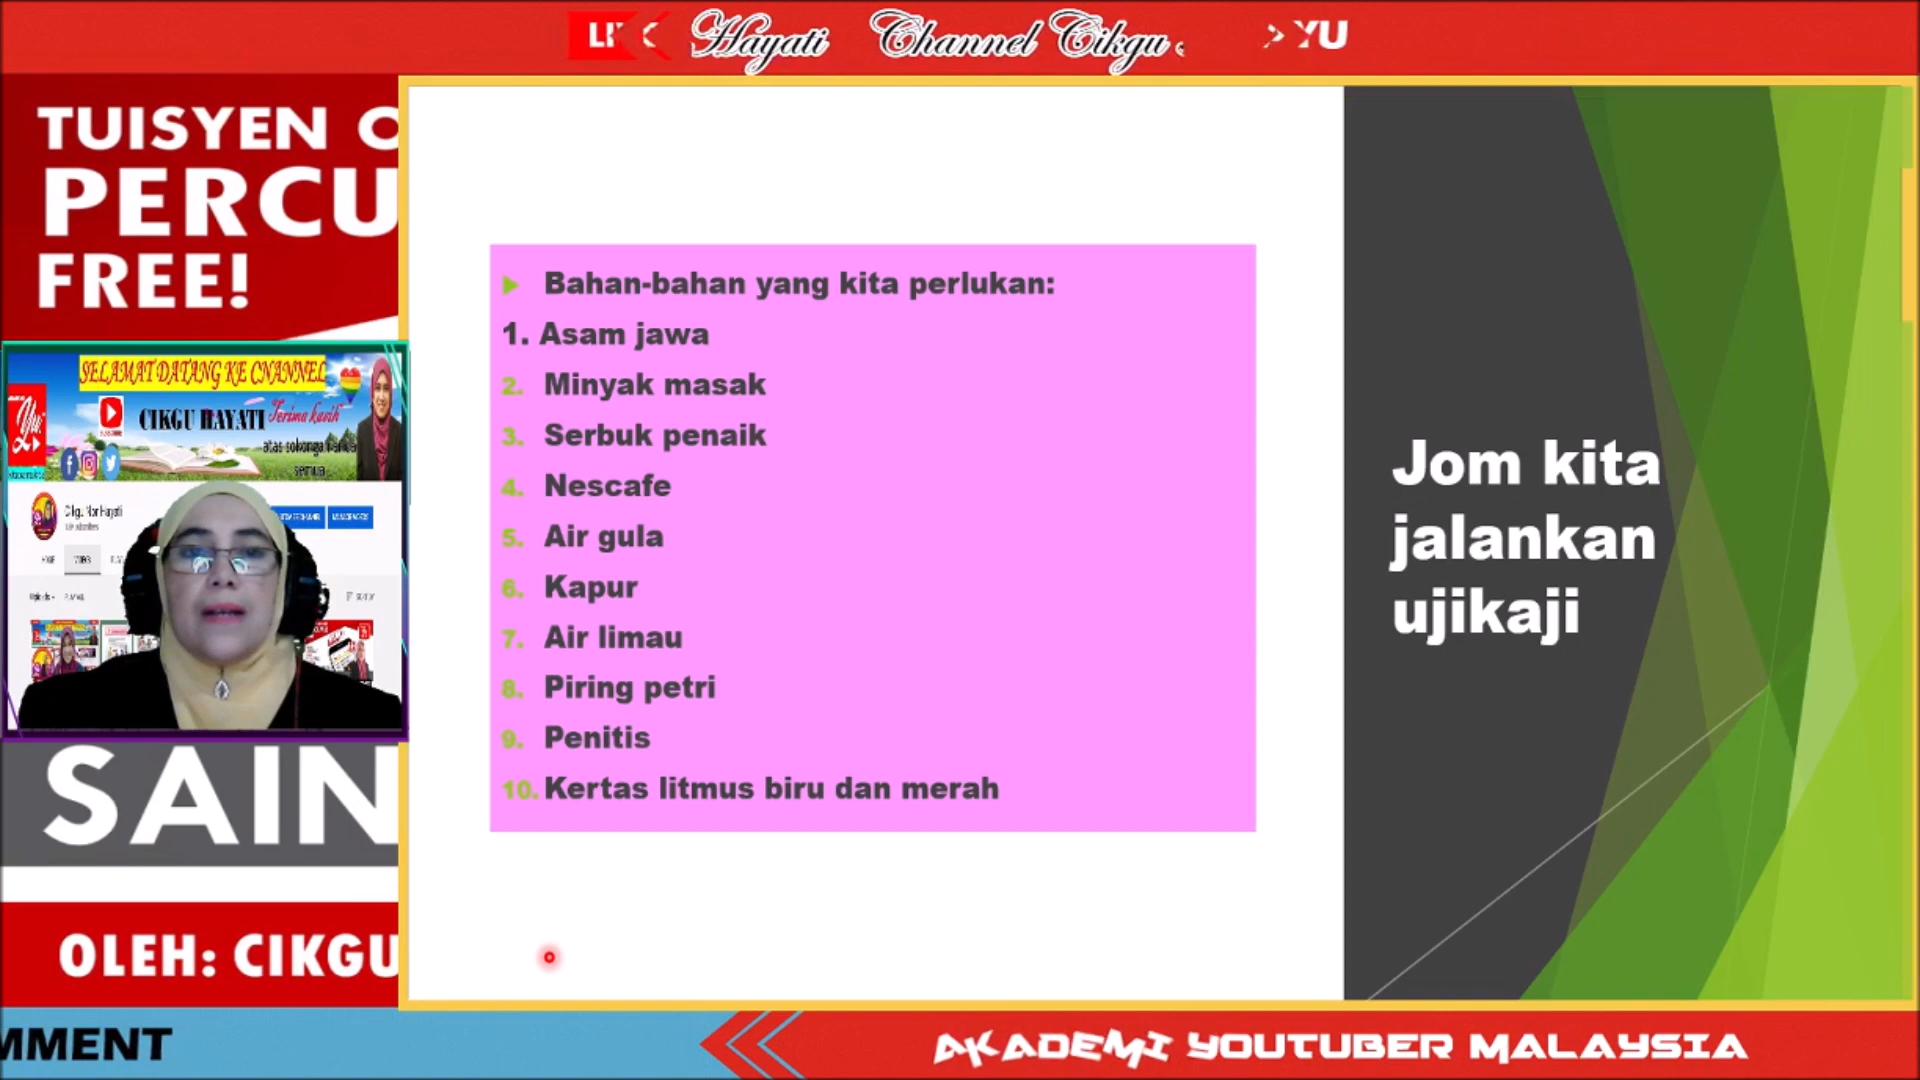 Hayati Channel Cikgu
YU
TUISYEN
PERCU
FREE!
SELAMAT DATANG KE CNANNEL
CIKGU HAYATI Terima kasih
semua
Bahan-bahan yang kita perlukan:
1. Asam jawa
2. Minyak masak
3. Serbuk penaik
4. Nescafe
5. Air gula
6. Kapur
7. Air limau
8. Piring petri
9. Penitis
10. Kertas litmus biru dan merah
Jom kita
jalankan
ujikaji
SAIN
OLEH: CIKGU
MMENT
AKADEMI YOUTUBER MALAYSIA